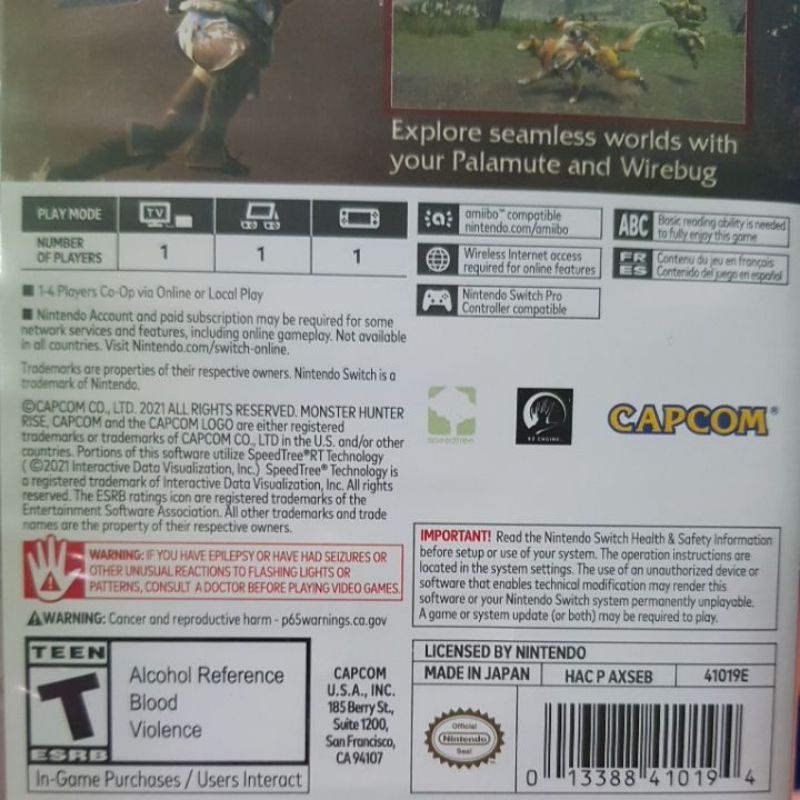 Explore seamless worlds with
your Palamute and Wirebug
PLAY MODE
TV
NUMBER
OF PLAYERS
1
1
1
amiibo™ compatible
nintendo.com/amiibo
ABC
Basic reading ability is needed
to fully enjoy this game
Wireless Internet access
required for online features
FR
ES
Contenu du jeu en français
Contenido del juego en español
Nintendo Switch Pro
Controller compatible
■ 1-4 Players Co-Op via Online or Local Play
■ Nintendo Account and paid subscription may be required for some
network services and features, including online gameplay. Not available
in all countries. Visit Nintendo.com/switch-online.
Trademarks are properties of their respective owners. Nintendo Switch is a
trademark of Nintendo.
©CAPCOM CO., LTD. 2021 ALL RIGHTS RESERVED. MONSTER HUNTER
RISE, CAPCOM and the CAPCOM LOGO are either registered
trademarks or trademarks of CAPCOM CO., LTD in the U.S. and/or other
countries. Portions of this software utilize SpeedTree®RT Technology
(©2021 Interactive Data Visualization, Inc.) SpeedTree® Technology is
a registered trademark of Interactive Data Visualization, Inc. All rights
reserved. The ESRB ratings icon are registered trademarks of the
Entertainment Software Association. All other trademarks and trade
names are the property of their respective owners.
speedtree
RE ENGINE
CAPCOM®
WARNING: IF YOU HAVE EPILEPSY OR HAVE HAD SEIZURES OR
OTHER UNUSUAL REACTIONS TO FLASHING LIGHTS OR
PATTERNS, CONSULT A DOCTOR BEFORE PLAYING VIDEO GAMES.
WARNING: Cancer and reproductive harm - p65warnings.ca.gov
IMPORTANT! Read the Nintendo Switch Health & Safety Information
before setup or use of your system. The operation instructions are
located in the system settings. The use of an unauthorized device or
software that enables technical modification may render this
software or your Nintendo Switch system permanently unplayable.
A game or system update (or both) may be required to play.
TEEN
T
ESRB
Alcohol Reference
Blood
Violence
In-Game Purchases / Users Interact
CAPCOM
U.S.A., INC.
185 Berry St.,
Suite 1200,
San Francisco,
CA 94107
LICENSED BY NINTENDO
MADE IN JAPAN
HAC P AXSEB
41019E
Official
Nintendo
Seal
0 13388 41019 4